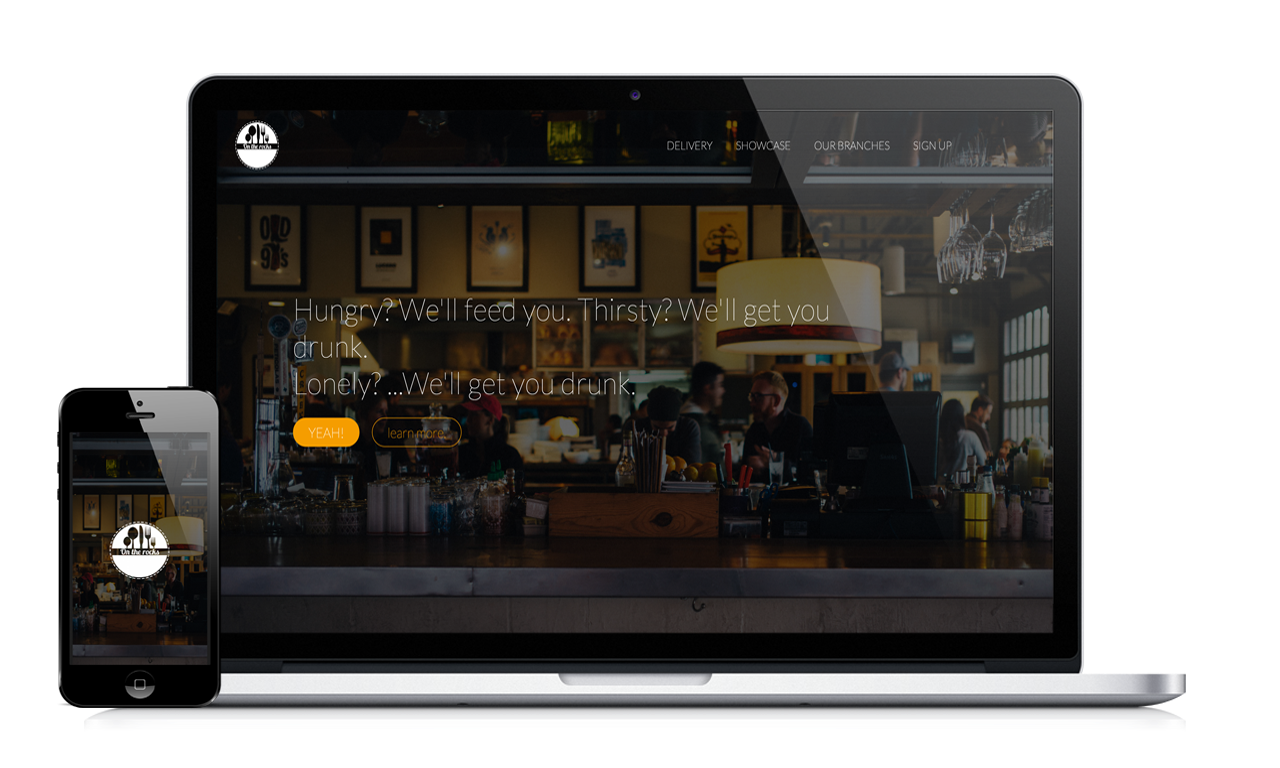 On the rocks
DELIVERY SHOWCASE OUR BRANCHES SIGN UP
OLD
99's
Hungry? We'll feed you. Thirsty? We'll get you
drunk.
Lonely? ...We'll get you drunk.
YEAH! learn more.
On the rocks